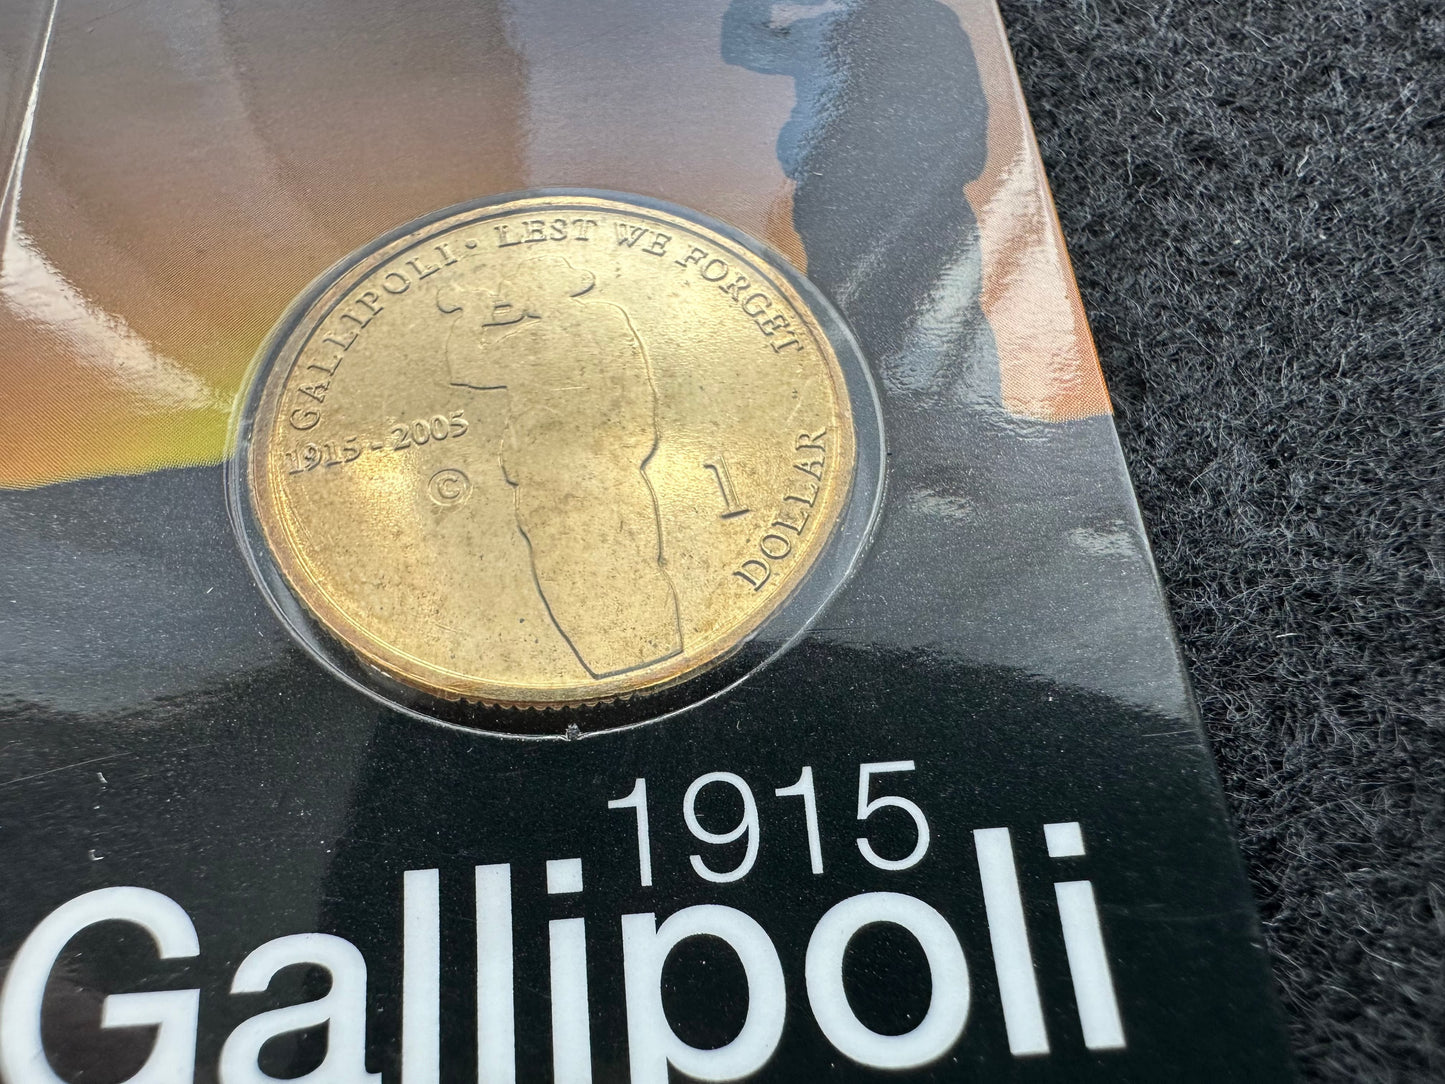 GALLIPOLI · LEST WE FORGET
1915 - 2005
©
1
DOLLAR
1915
Gallipoli